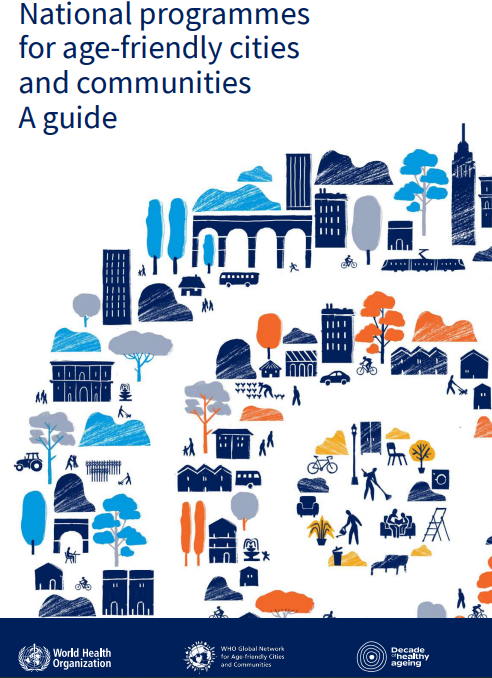 National programmes
for age-friendly cities
and communities
A guide
World Health
Organization
WHO Global Network
for Age-friendly Cities
and Communities
Decade
of healthy
ageing